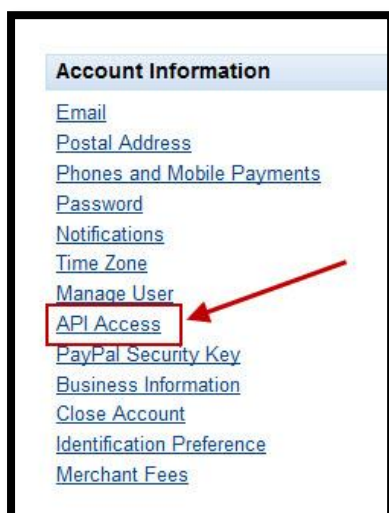 Account Information
Email
Postal Address
Phones and Mobile Payments
Password
Notifications
Time Zone
Manage User
API Access
PayPal Security Key
Business Information
Close Account
Identification Preference
Merchant Fees